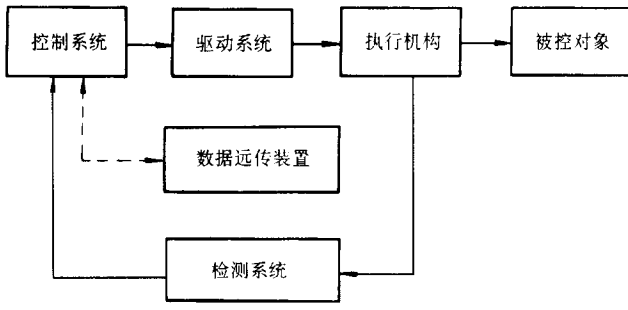 控制系统
驱动系统
执行机构
被控对象
数据远传装置
检测系统